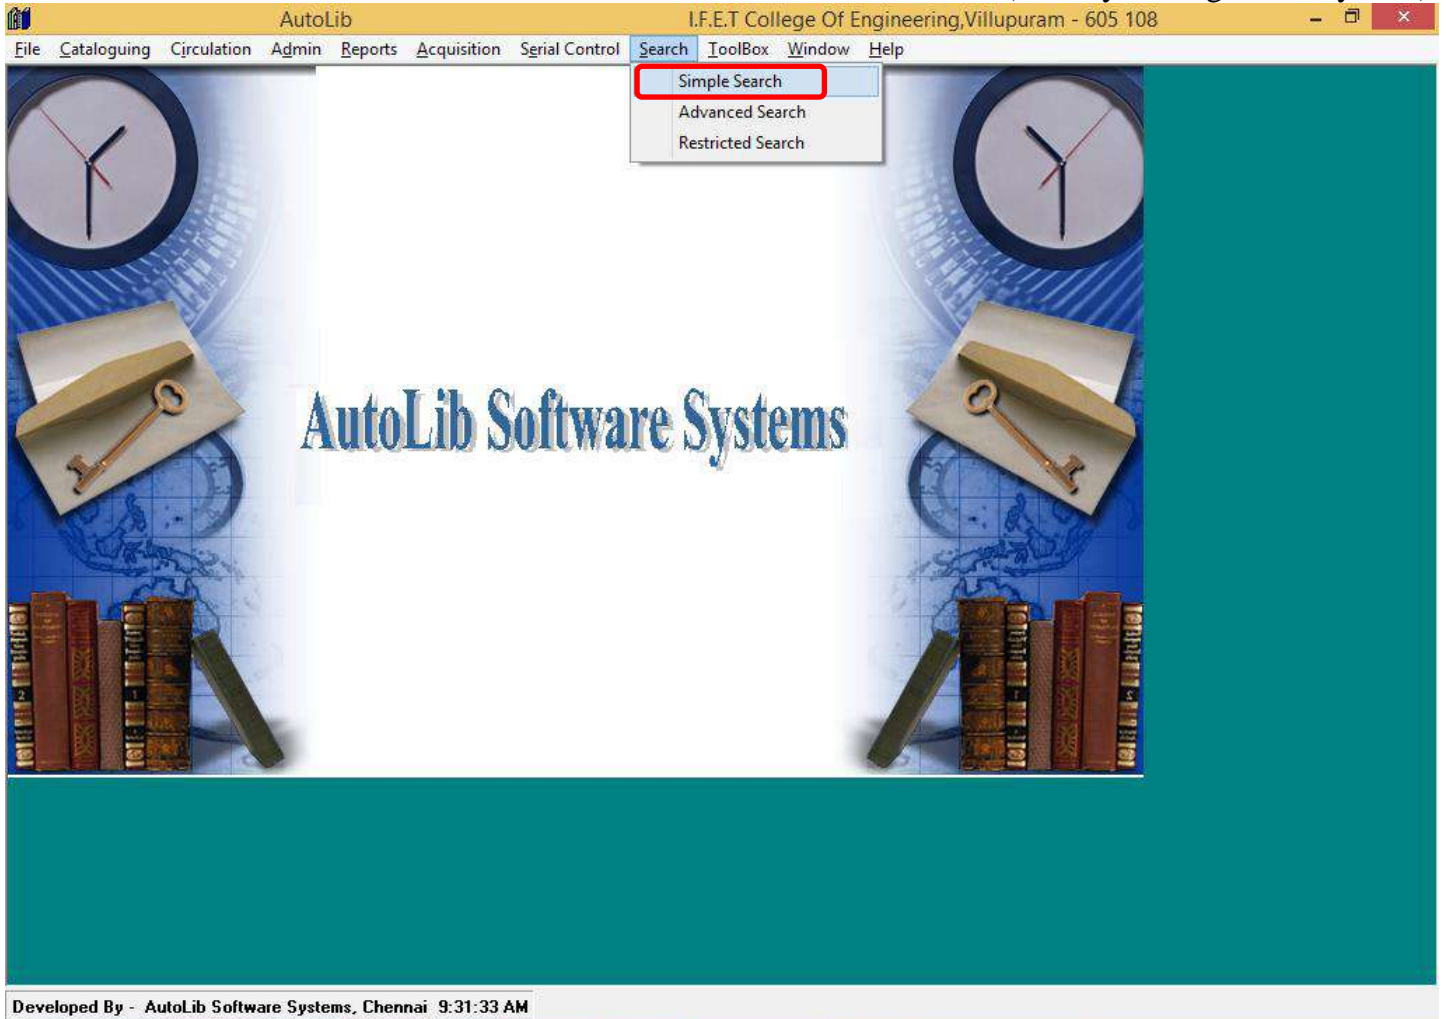 AutoLib I.F.E.T College Of Engineering,Villupuram - 605 108
File Cataloguing Circulation Admin Reports Acquisition Serial Control Search ToolBox Window Help
Simple Search
Advanced Search
Restricted Search
AutoLib Software Systems
Developed By - AutoLib Software Systems, Chennai 9:31:33 AM